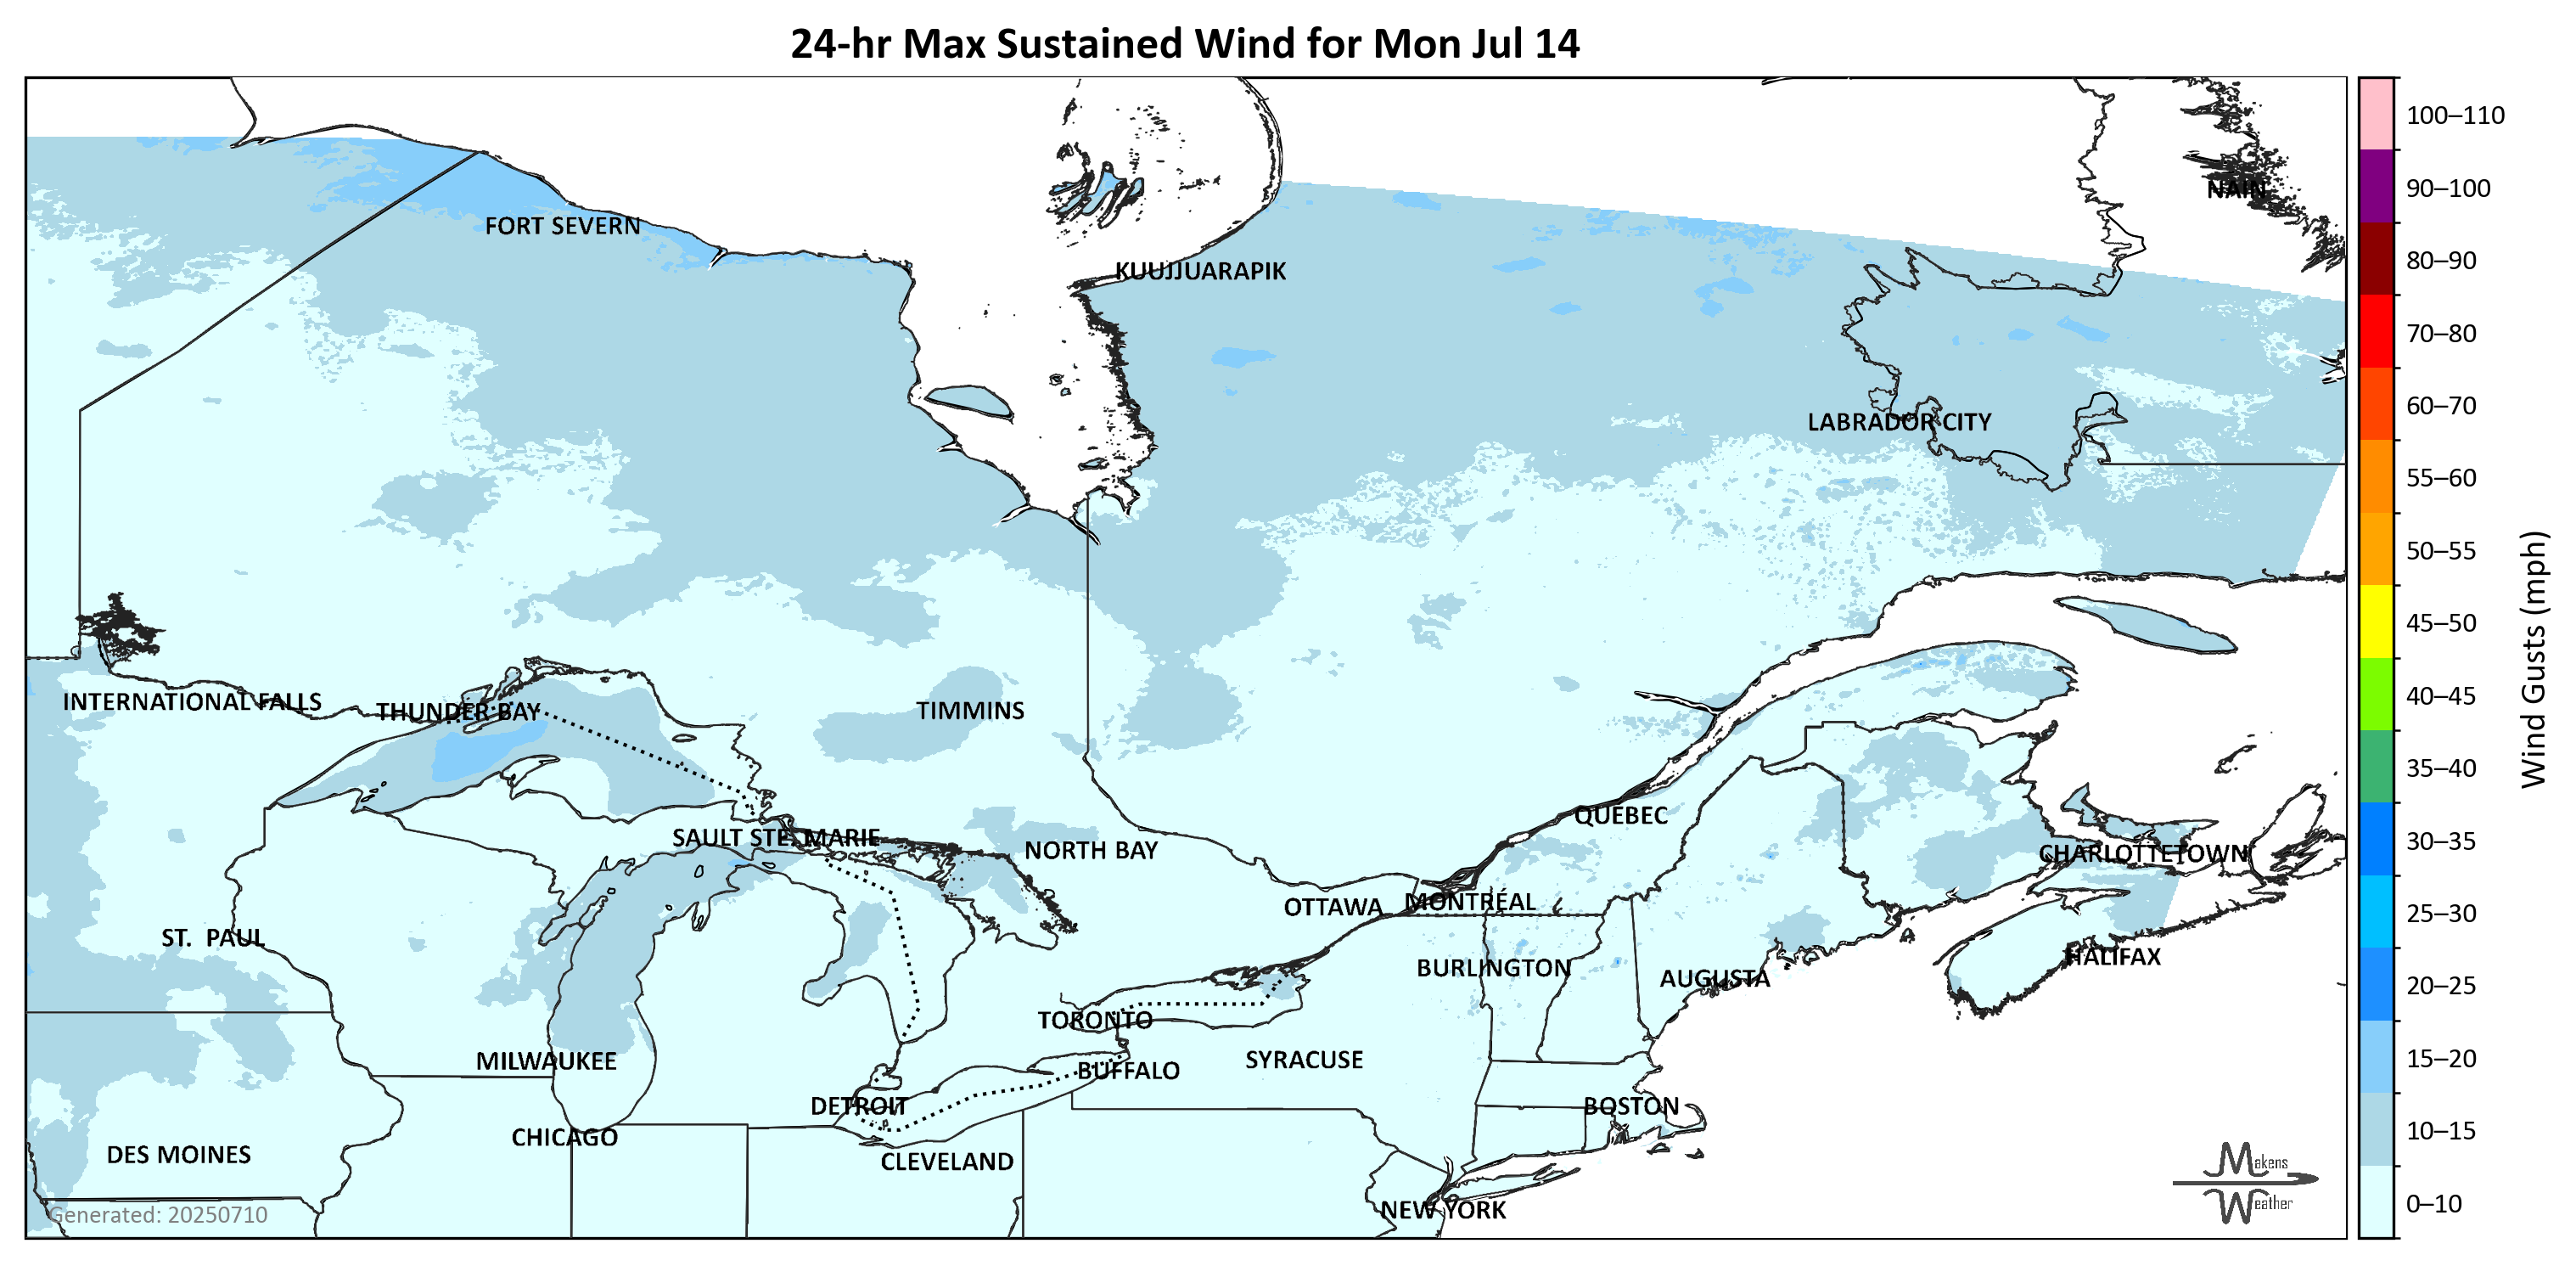 24-hr Max Sustained Wind for Mon Jul 14
100–110
90–100
80–90
70–80
60–70
55–60
50–55
45–50
40–45
35–40
30–35
25–30
20–25
15–20
10–15
0–10
Wind Gusts (mph)
NAIN
FORT SEVERN
KUUJJUARAPIK
LABRADOR CITY
INTERNATIONAL FALLS
THUNDER BAY
TIMMINS
QUEBEC
SAULT STE. MARIE
NORTH BAY
CHARLOTTETOWN
OTTAWA
MONTRÉAL
ST. PAUL
BURLINGTON
AUGUSTA
HALIFAX
TORONTO
MILWAUKEE
BUFFALO
SYRACUSE
DETROIT
BOSTON
CHICAGO
DES MOINES
CLEVELAND
NEW YORK
Generated: 20250710
Makens
Weather